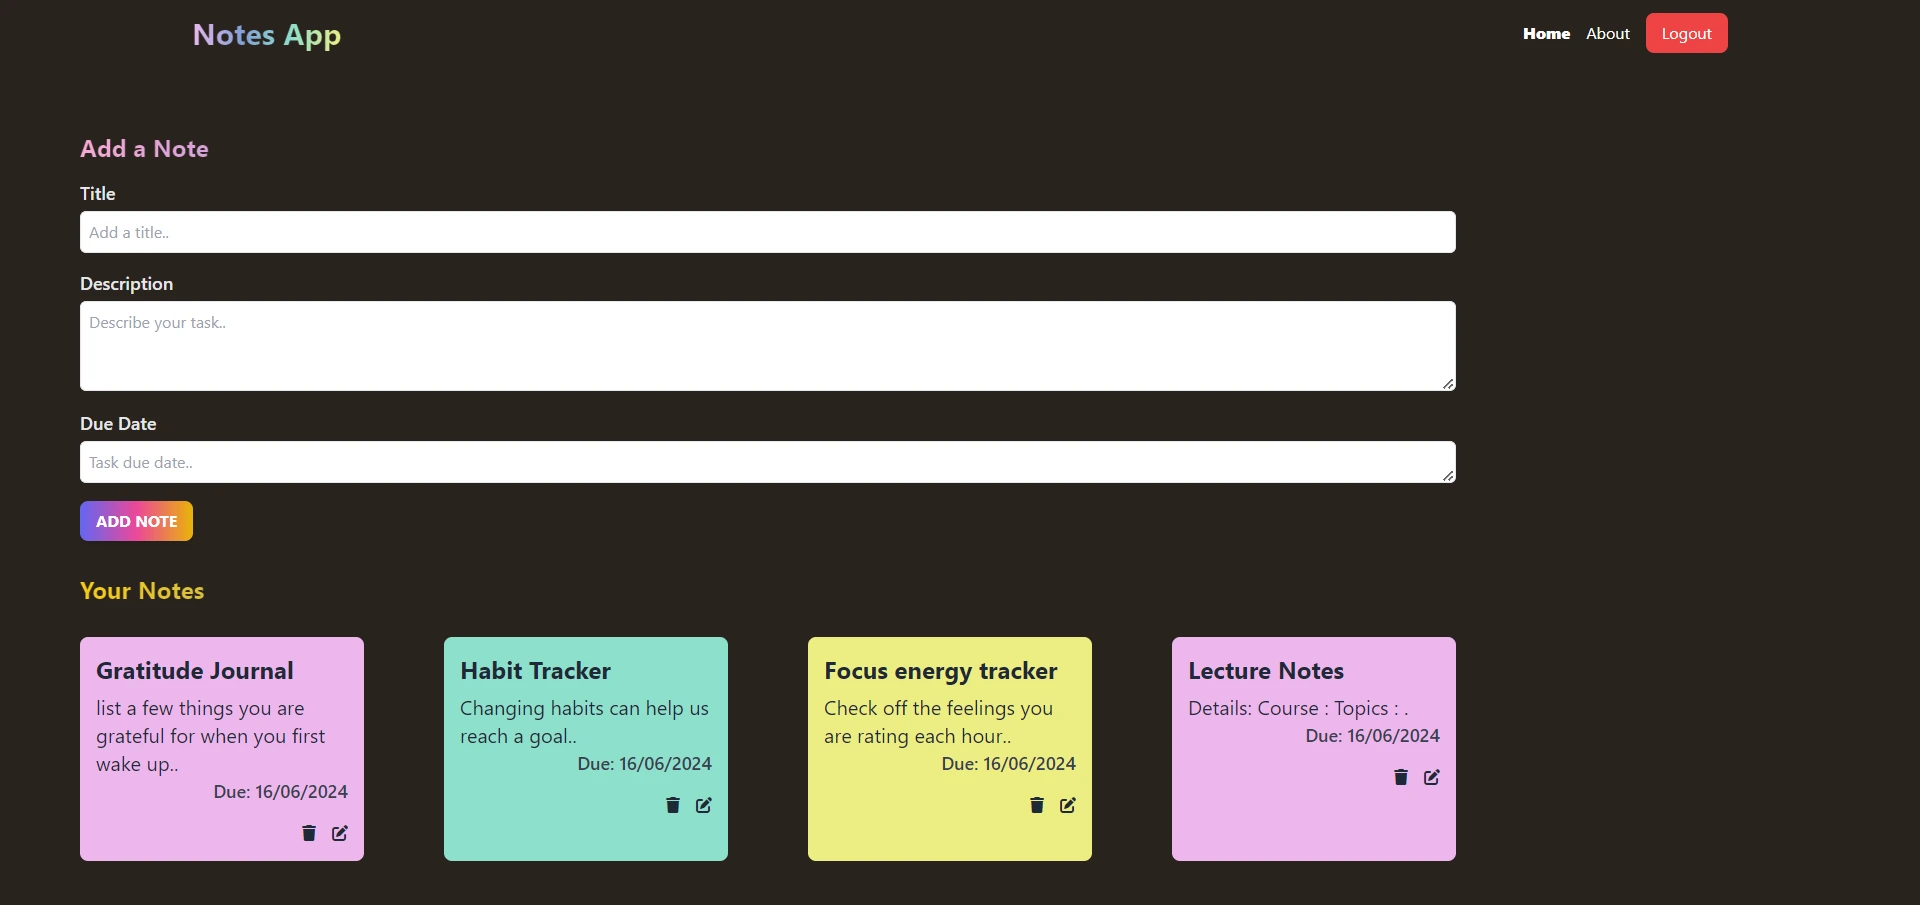 Notes App
Home
About
Logout
Add a Note
Title
Add a title..
Description
Describe your task..
Due Date
Task due date..
ADD NOTE
Your Notes
Gratitude Journal
list a few things you are
grateful for when you first
wake up..
Due: 16/06/2024
Habit Tracker
Changing habits can help us
reach a goal..
Due: 16/06/2024
Focus energy tracker
Check off the feelings you
are rating each hour..
Due: 16/06/2024
Lecture Notes
Details: Course : Topics : .
Due: 16/06/2024